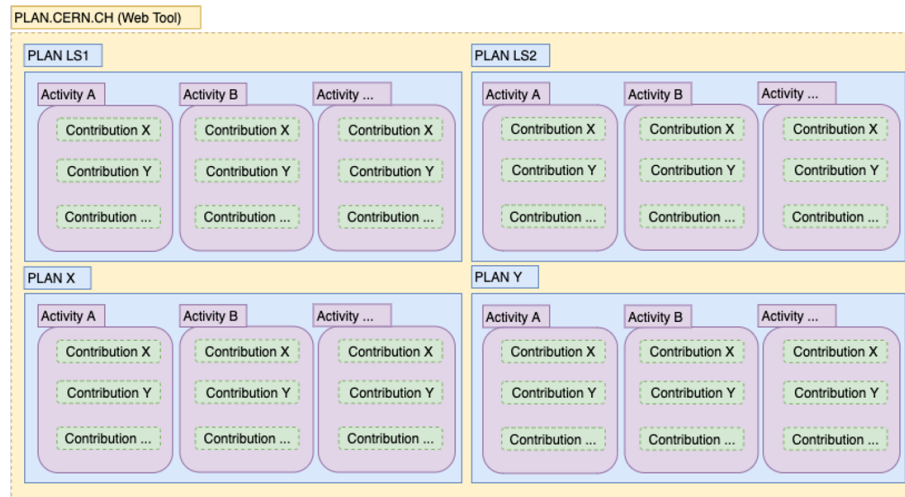 PLAN.CERN.CH (Web Tool)
PLAN LS1
Activity A
Activity B
Activity ...
Contribution X
Contribution X
Contribution X
Contribution Y
Contribution Y
Contribution Y
Contribution ...
Contribution ...
Contribution ...
PLAN LS2
Activity A
Activity B
Activity ...
Contribution X
Contribution X
Contribution X
Contribution Y
Contribution Y
Contribution Y
Contribution ...
Contribution ...
Contribution ...
PLAN X
Activity A
Activity B
Activity ...
Contribution X
Contribution X
Contribution X
Contribution Y
Contribution Y
Contribution Y
Contribution ...
Contribution ...
Contribution ...
PLAN Y
Activity A
Activity B
Activity ...
Contribution X
Contribution X
Contribution X
Contribution Y
Contribution Y
Contribution Y
Contribution ...
Contribution ...
Contribution ...